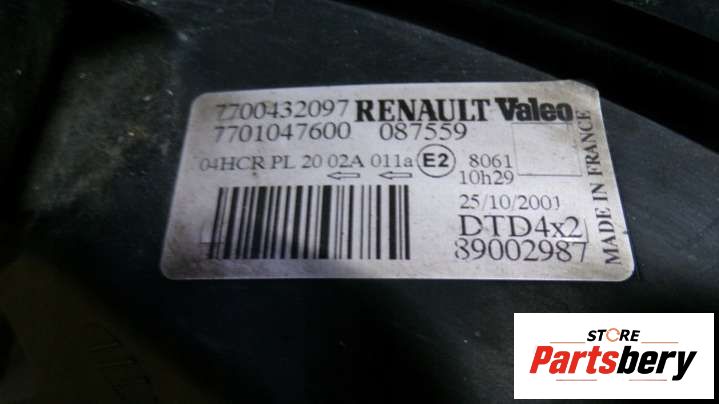 7700432097 RENAULT Valeo
7701047600 087559
04HCR PL 20 02A 011a E2 8061
10h29
25/10/2001
DTD4x2
89002987
MADE IN FRANCE
STORE
Partsbery